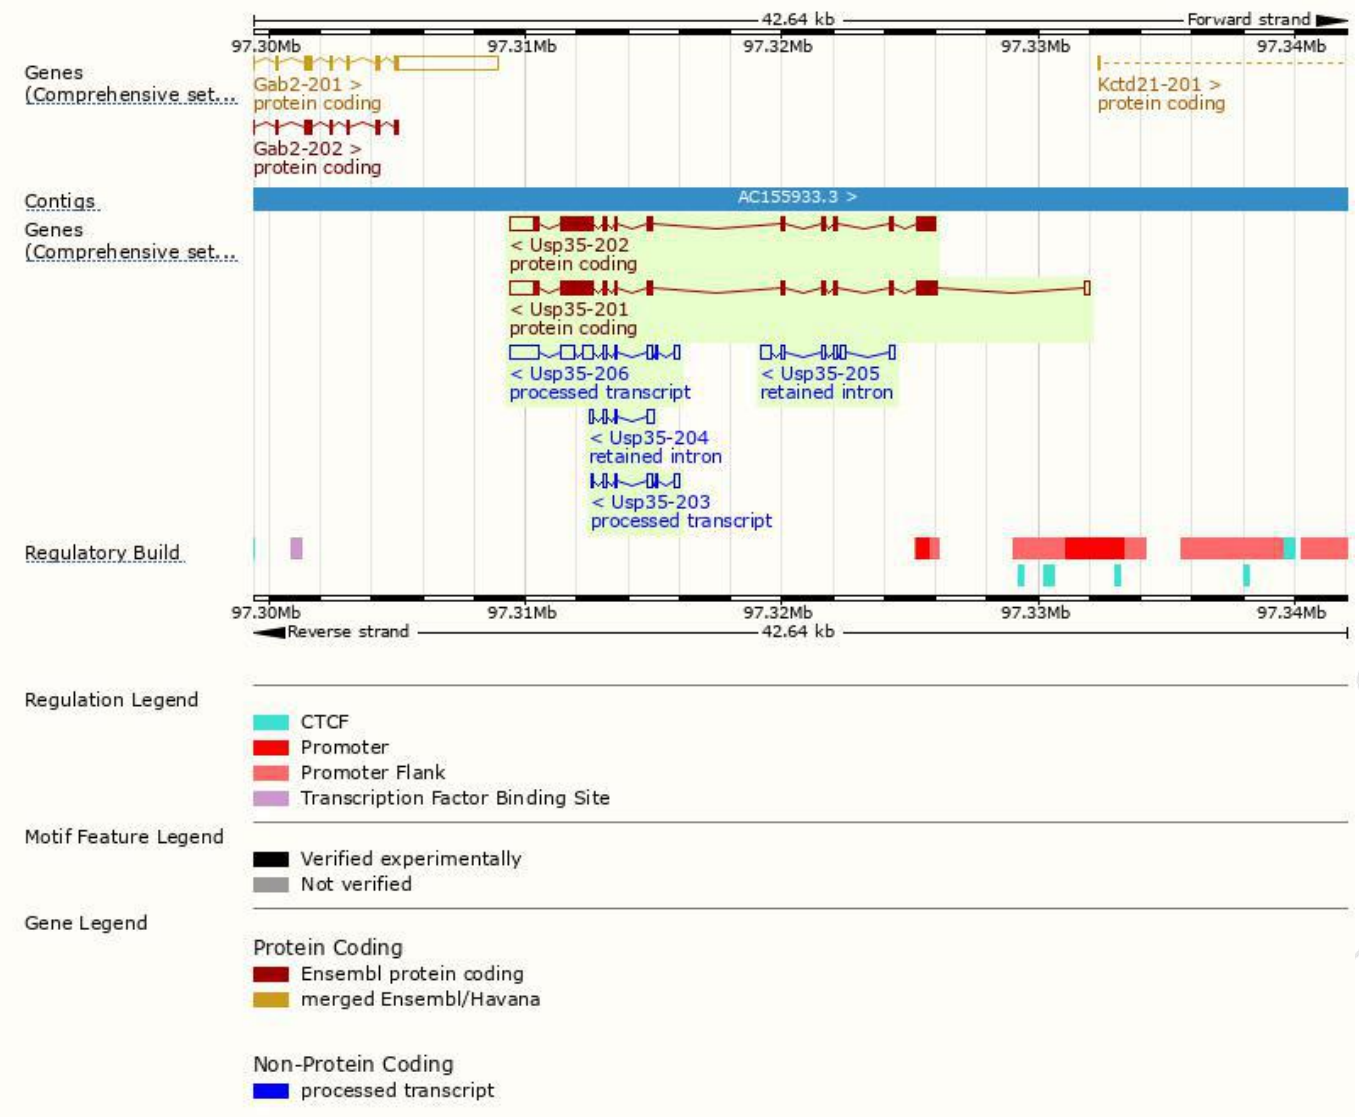 42.64 kb Forward strand
97.30Mb 97.31Mb 97.32Mb 97.33Mb 97.34Mb
Genes
(Comprehensive set...
Gab2-201 >
protein coding
Kctd21-201 >
protein coding
Gab2-202 >
protein coding
Contigs
AC155933.3 >
Genes
(Comprehensive set...
< Usp35-202
protein coding
< Usp35-201
protein coding
< Usp35-206
processed transcript
< Usp35-205
retained intron
< Usp35-204
retained intron
< Usp35-203
processed transcript
Regulatory Build
97.30Mb 97.31Mb 97.32Mb 97.33Mb 97.34Mb
Reverse strand 42.64 kb
Regulation Legend
CTCF
Promoter
Promoter Flank
Transcription Factor Binding Site
Motif Feature Legend
Verified experimentally
Not verified
Gene Legend
Protein Coding
Ensembl protein coding
merged Ensembl/Havana
Non-Protein Coding
processed transcript